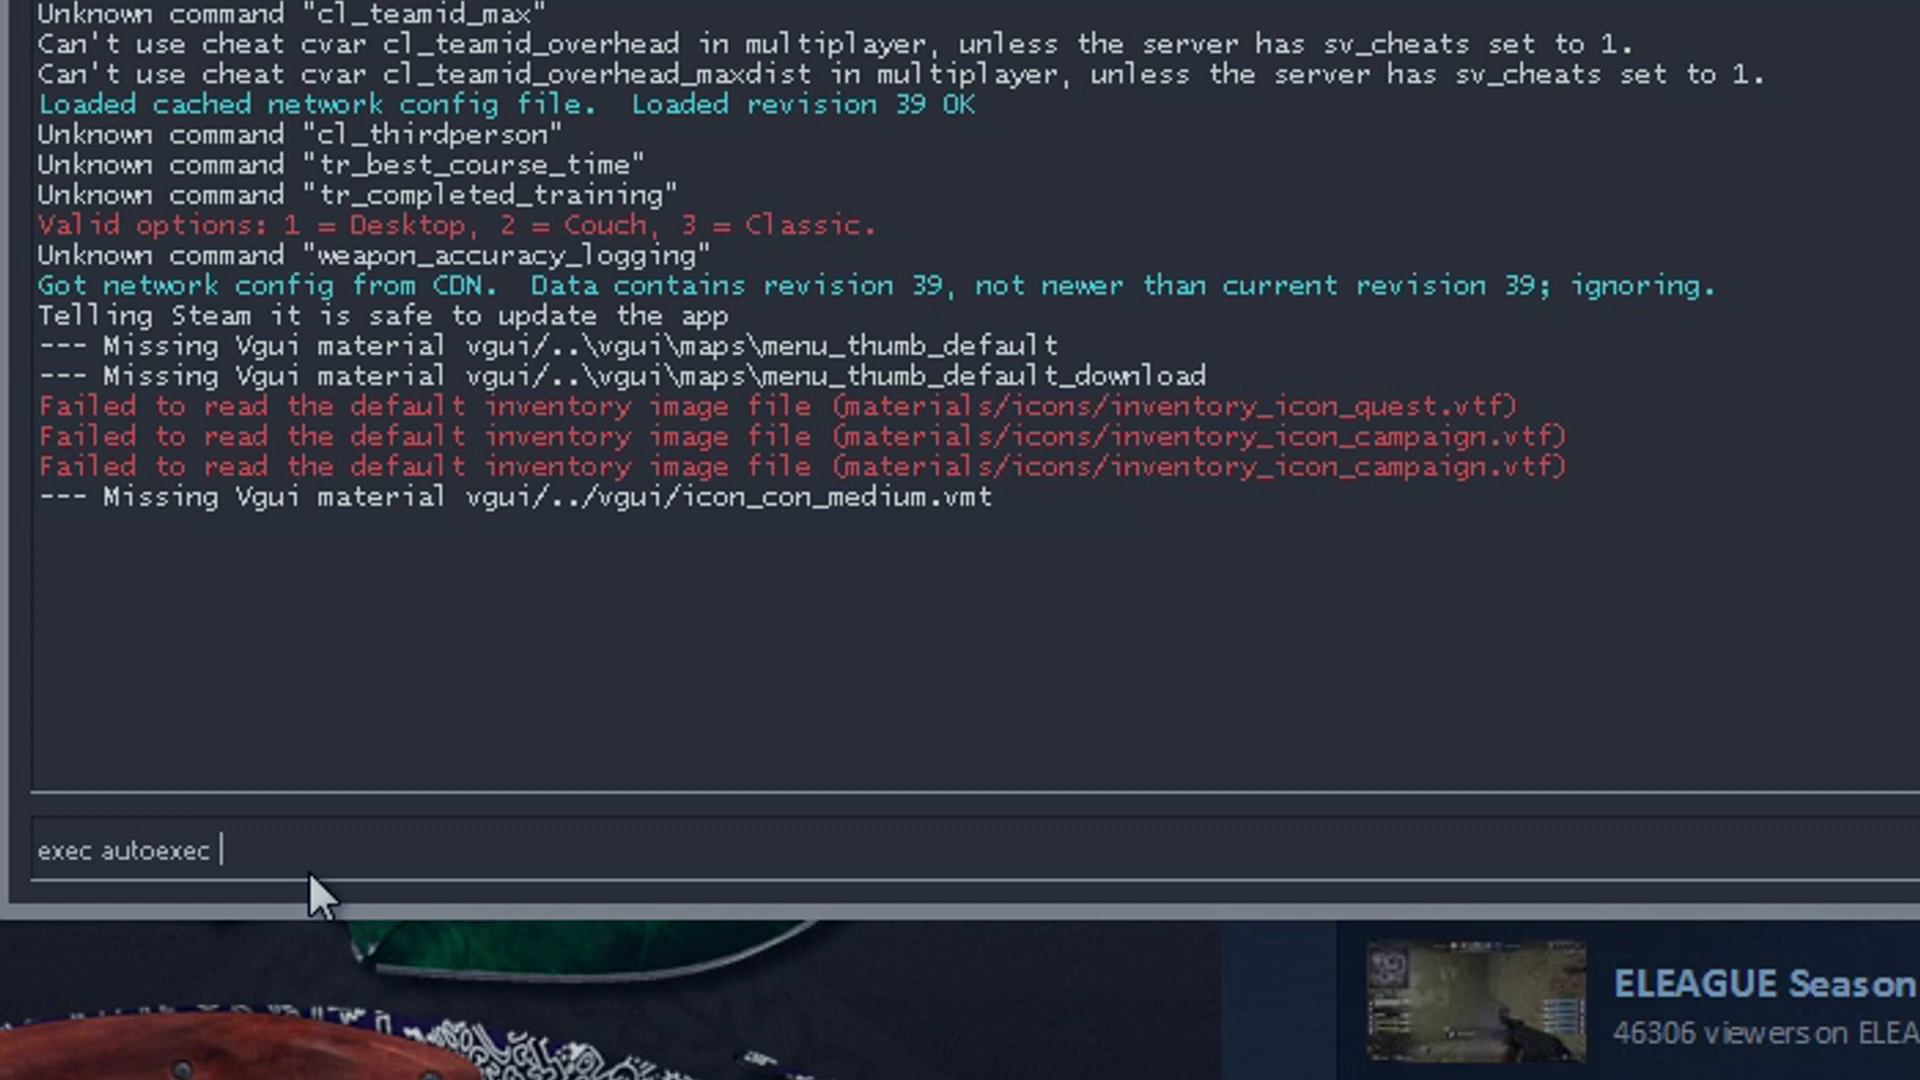 Unknown command "cl_teamid_max"
Can't use cheat cvar cl_teamid_overhead in multiplayer, unless the server has sv_cheats set to 1.
Can't use cheat cvar cl_teamid_overhead_maxdist in multiplayer, unless the server has sv_cheats set to 1.
Loaded cached network config file.  Loaded revision 39 OK
Unknown command "cl_thirdperson"
Unknown command "tr_best_course_time"
Unknown command "tr_completed_training"
Valid options: 1 = Desktop, 2 = Couch, 3 = Classic.
Unknown command "weapon_accuracy_logging"
Got network config from CDN.  Data contains revision 39, not newer than current revision 39; ignoring.
Telling Steam it is safe to update the app
--- Missing Vgui material vgui/..\vgui\maps\menu_thumb_default
--- Missing Vgui material vgui/..\vgui\maps\menu_thumb_default_download
Failed to read the default inventory image file (materials/icons/inventory_icon_quest.vtf)
Failed to read the default inventory image file (materials/icons/inventory_icon_campaign.vtf)
Failed to read the default inventory image file (materials/icons/inventory_icon_campaign.vtf)
--- Missing Vgui material vgui/../vgui/icon_con_medium.vmt
exec autoexec
ELEAGUE Season
46306 viewers on ELEA